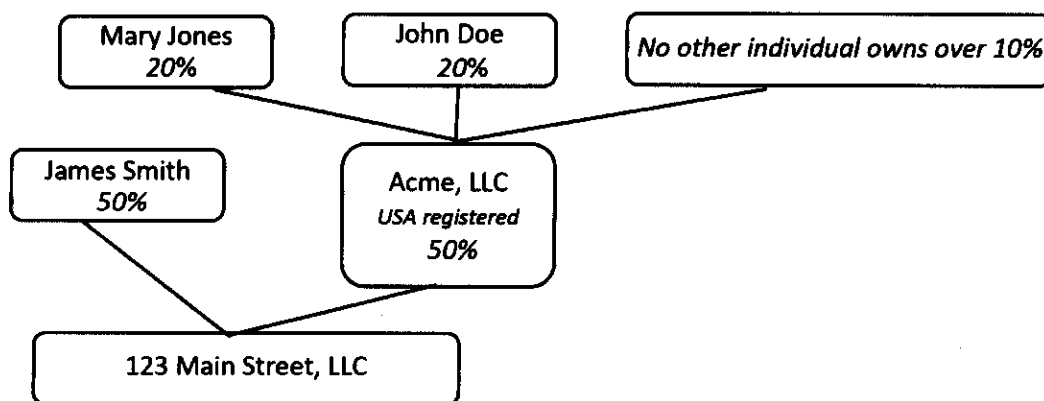 Mary Jones
20%
John Doe
20%
No other individual owns over 10%
James Smith
50%
Acme, LLC
USA registered
50%
123 Main Street, LLC